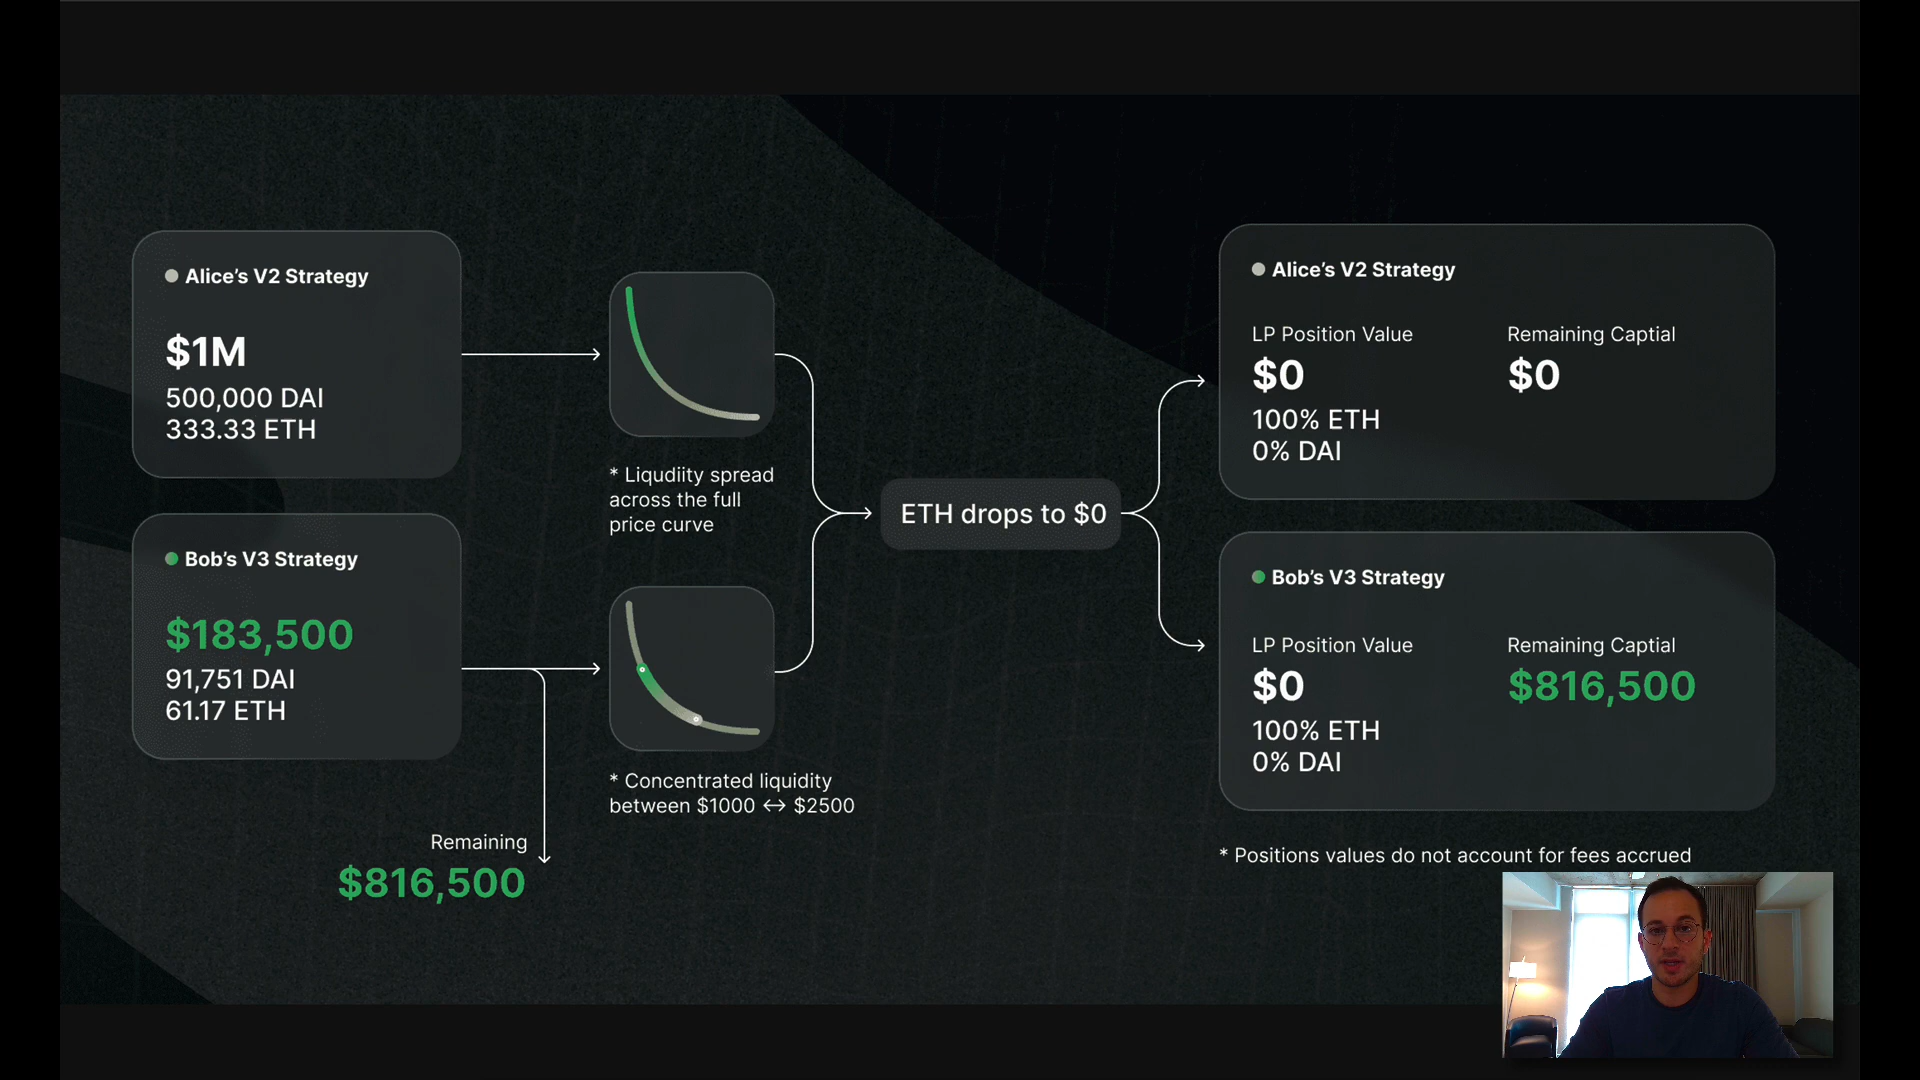 Alice's V2 Strategy
$1M
500,000 DAI
333.33 ETH
Bob's V3 Strategy
$183,500
91,751 DAI
61.17 ETH
Remaining
$816,500
* Liqudiity spread
across the full
price curve
* Concentrated liquidity
between $1000 ↔ $2500
ETH drops to $0
Alice's V2 Strategy
LP Position Value
$0
100% ETH
0% DAI
Remaining Captial
$0
Bob's V3 Strategy
LP Position Value
$0
100% ETH
0% DAI
Remaining Captial
$816,500
* Positions values do not account for fees accrued